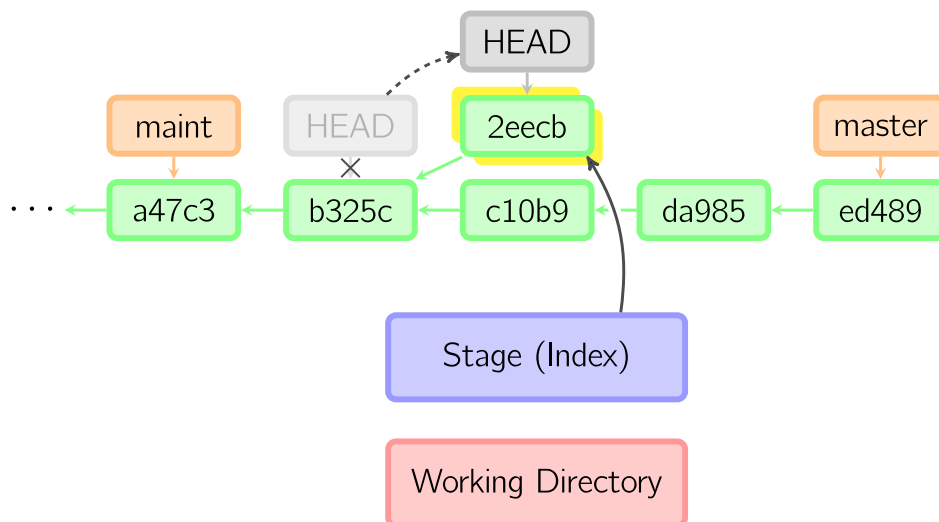 HEAD
maint
HEAD
2eecb
master
...
a47c3
b325c
c10b9
da985
ed489
Stage (Index)
Working Directory